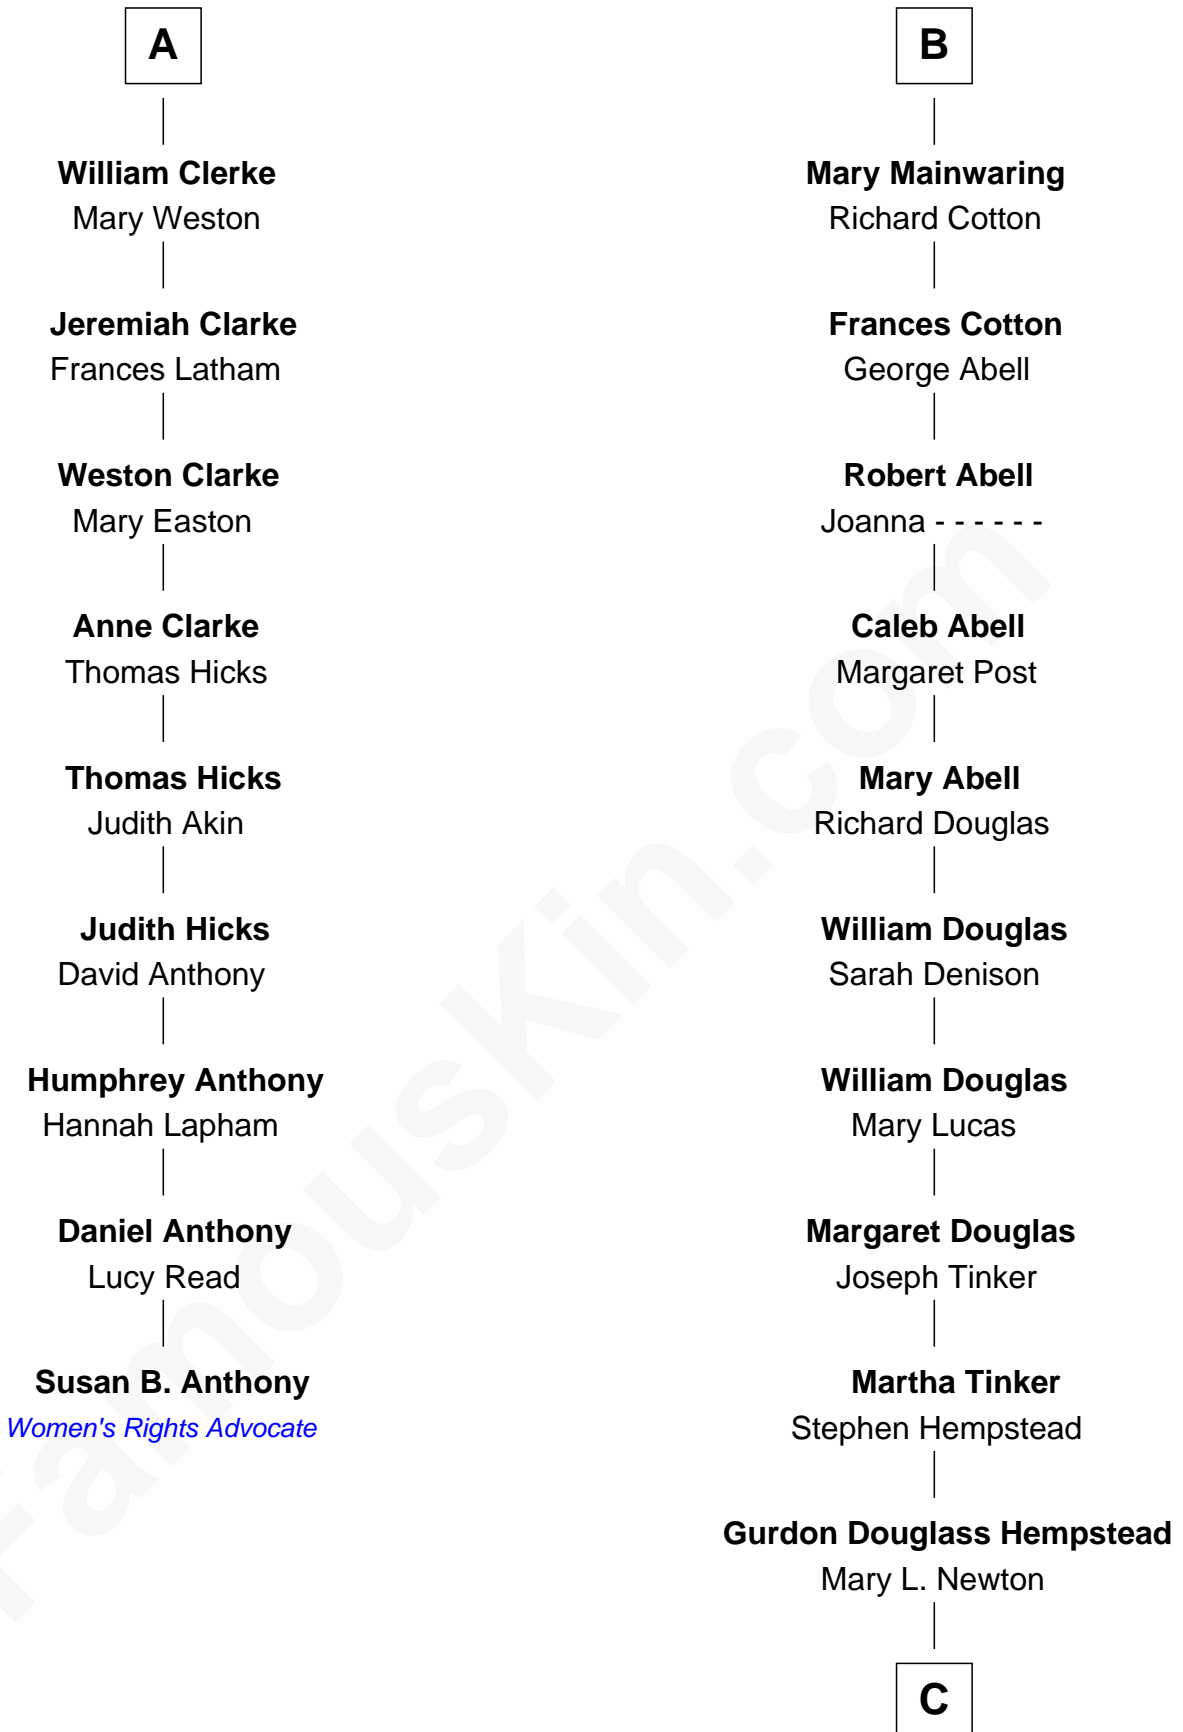 A
William Clerke
Mary Weston
Jeremiah Clarke
Frances Latham
Weston Clarke
Mary Easton
Anne Clarke
Thomas Hicks
Thomas Hicks
Judith Akin
Judith Hicks
David Anthony
Humphrey Anthony
Hannah Lapham
Daniel Anthony
Lucy Read
Susan B. Anthony
Women's Rights Advocate
B
Mary Mainwaring
Richard Cotton
Frances Cotton
George Abell
Robert Abell
Joanna - - - - - -
Caleb Abell
Margaret Post
Mary Abell
Richard Douglas
William Douglas
Sarah Denison
William Douglas
Mary Lucas
Margaret Douglas
Joseph Tinker
Martha Tinker
Stephen Hempstead
Gurdon Douglass Hempstead
Mary L. Newton
C
FamousKin.com